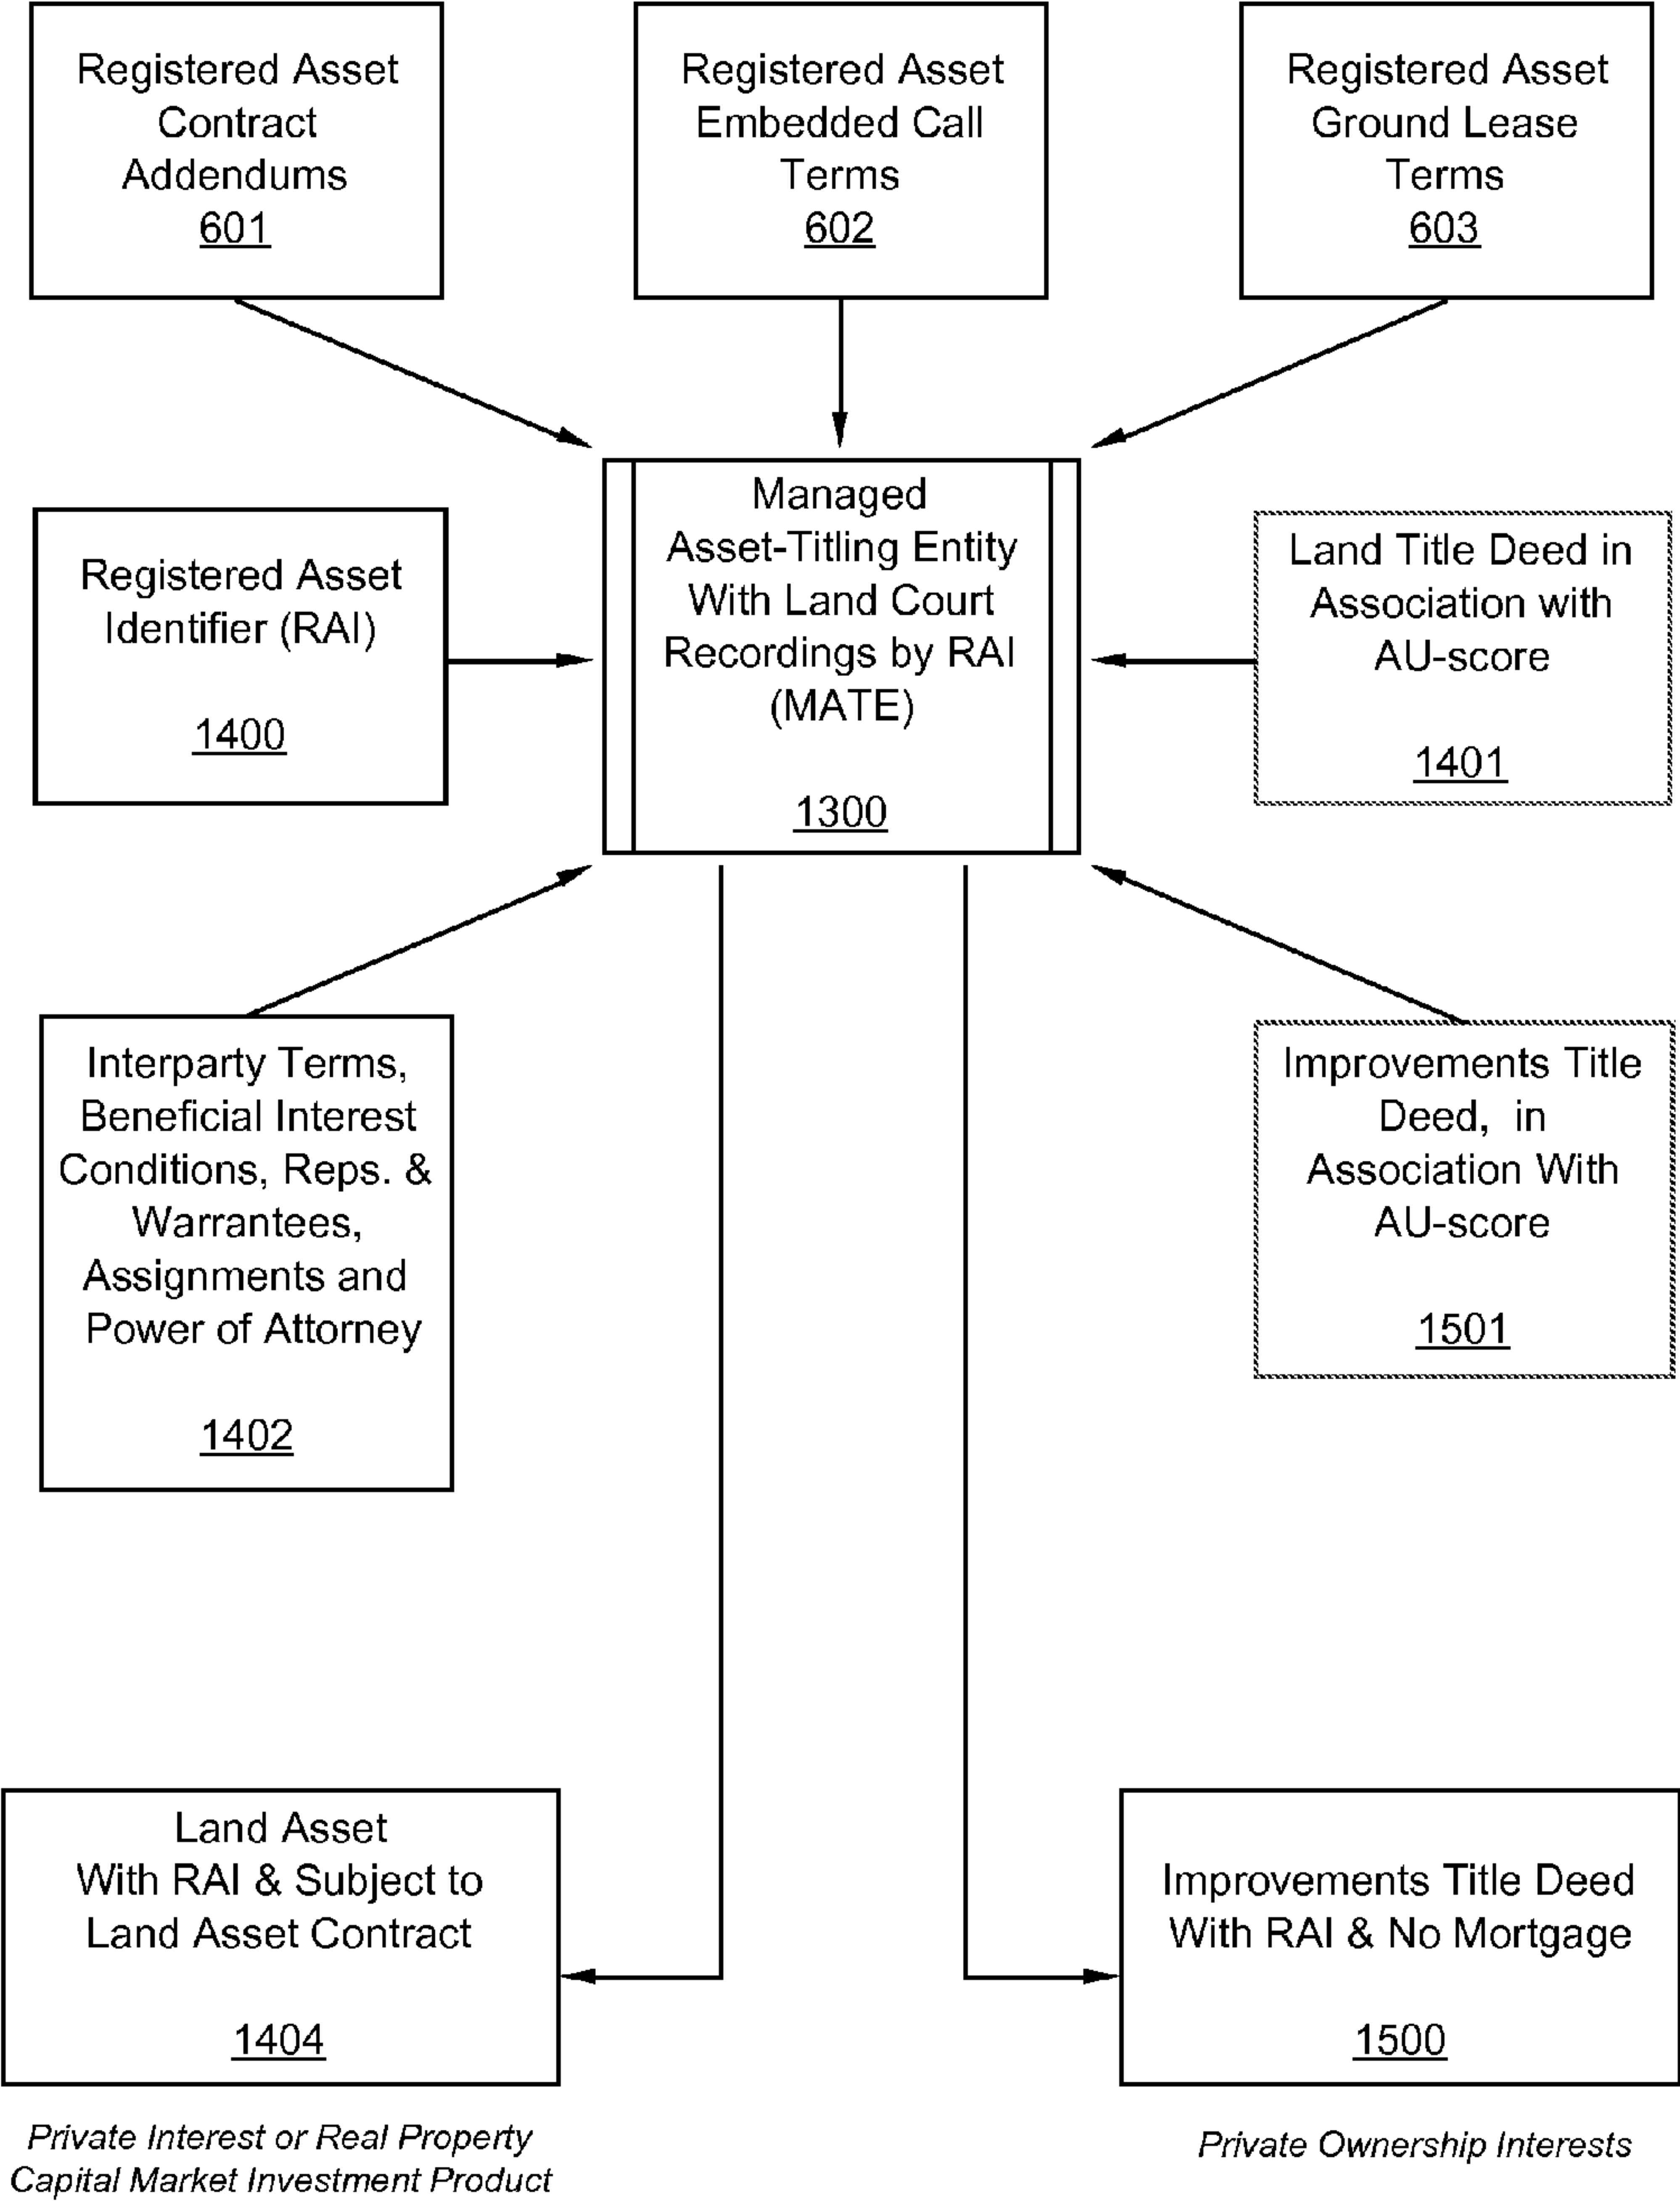 Registered Asset
Contract
Addendums
601
Registered Asset
Embedded Call
Terms
602
Registered Asset
Ground Lease
Terms
603
Registered Asset
Identifier (RAI)
1400
Managed
Asset-Titling Entity
With Land Court
Recordings by RAI
(MATE)
1300
Land Title Deed in
Association with
AU-score
1401
Interparty Terms,
Beneficial Interest
Conditions, Reps. &
Warrantees,
Assignments and
Power of Attorney
1402
Improvements Title
Deed, in
Association With
AU-score
1501
Land Asset
With RAI & Subject to
Land Asset Contract
1404
Improvements Title Deed
With RAI & No Mortgage
1500
Private Interest or Real Property
Capital Market Investment Product
Private Ownership Interests